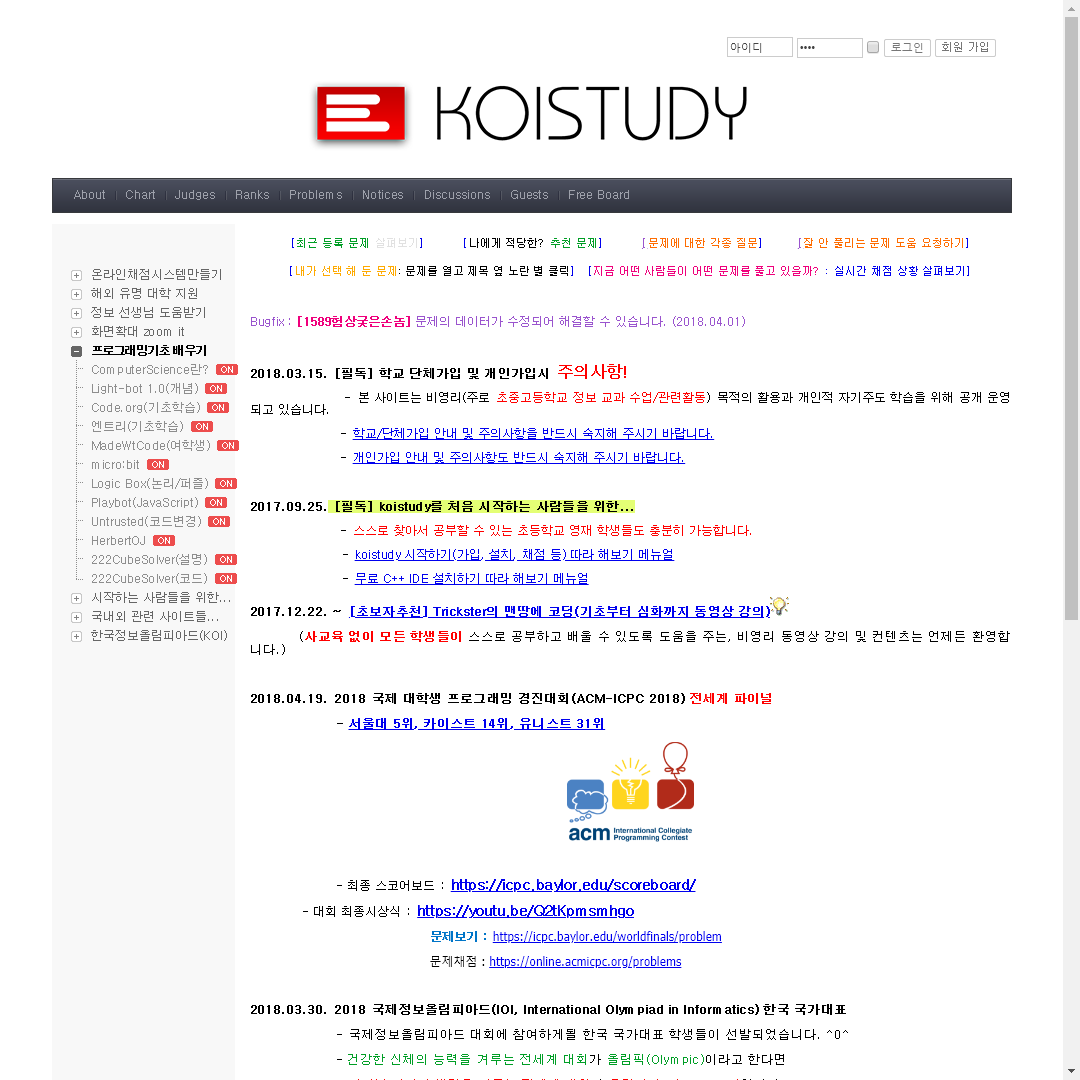 아이디 •••• 로그인 회원 가입
KOISTUDY
About Chart Judges Ranks Problems Notices Discussions Guests Free Board
[최근 등록 문제 살펴보기] [나에게 적당한? 추천 문제] [문제에 대한 각종 질문] [잘 안 풀리는 문제 도움 요청하기]
[내가 선택 해 둔 문제: 문제를 열고 제목 옆 노란 별 클릭] [지금 어떤 사람들이 어떤 문제를 풀고 있을까? : 실시간 채점 상황 살펴보기]
온라인채점시스템만들기
해외 유명 대학 지원
정보 선생님 도움받기
화면확대 zoom it
프로그래밍기초 배우기
ComputerScience란? ON
Light-bot 1.0(개념) ON
Code.org(기초학습) ON
엔트리(기초학습) ON
MadeWtCode(여학생) ON
micro:bit ON
Logic Box(논리/퍼즐) ON
Playbot(JavaScript) ON
Untrusted(코드변경) ON
HerbertOJ ON
222CubeSolver(설명) ON
222CubeSolver(코드) ON
시작하는 사람들을 위한...
국내외 관련 사이트들...
한국정보올림피아드(KOI)
Bugfix : [1589험상궂은손놈] 문제의 데이터가 수정되어 해결할 수 있습니다. (2018.04.01)
2018.03.15. [필독] 학교 단체가입 및 개인가입시 주의사항!
- 본 사이트는 비영리(주로 초중고등학교 정보 교과 수업/관련활동) 목적의 활용과 개인적 자기주도 학습을 위해 공개 운영
되고 있습니다.
- 학교/단체가입 안내 및 주의사항을 반드시 숙지해 주시기 바랍니다.
- 개인가입 안내 및 주의사항도 반드시 숙지해 주시기 바랍니다.
2017.09.25. [필독] koistudy를 처음 시작하는 사람들을 위한...
- 스스로 찾아서 공부할 수 있는 초등학교 영재 학생들도 충분히 가능합니다.
- koistudy 시작하기(가입, 설치, 채점 등) 따라 해보기 메뉴얼
- 무료 C++ IDE 설치하기 따라 해보기 메뉴얼
2017.12.22. ~ [초보자추천] Trickster의 맨땅에 코딩(기초부터 심화까지 동영상 강의)
(사교육 없이 모든 학생들이 스스로 공부하고 배울 수 있도록 도움을 주는, 비영리 동영상 강의 및 컨텐츠는 언제든 환영합
니다.)
2018.04.19. 2018 국제 대학생 프로그래밍 경진대회(ACM-ICPC 2018) 전세계 파이널
- 서울대 5위, 카이스트 14위, 유니스트 31위
acm International Collegiate
Programming Contest
- 최종 스코어보드 : https://icpc.baylor.edu/scoreboard/
- 대회 최종시상식 : https://youtu.be/Q2tKpmsmhgo
문제보기 : https://icpc.baylor.edu/worldfinals/problem
문제채점 : https://online.acmicpc.org/problems
2018.03.30. 2018 국제정보올림피아드(IOI, International Olympiad in Informatics) 한국 국가대표
- 국제정보올림피아드 대회에 참여하게될 한국 국가대표 학생들이 선발되었습니다. ^0^
- 건강한 신체의 능력을 겨루는 전세계 대회가 올림픽(Olympic)이라고 한다면